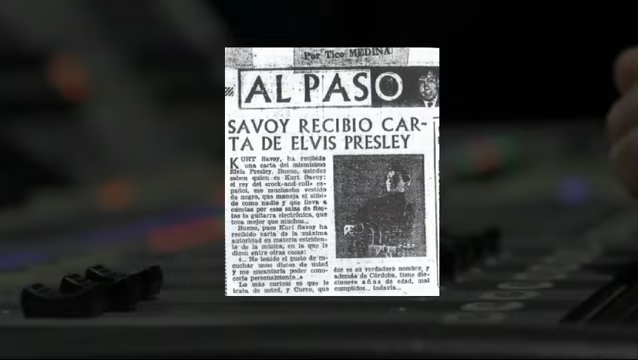 Por Tico MEDINA
AL PASO
SAVOY RECIBIO CAR-
TA DE ELVIS PRESLEY
KURT Savoy, ha recibido
una carta del mismísimo
Elvis Presley. Bueno, ustedes
saben quien es Kurt Savoy:
el rey del «rock-and-roll» es-
pañol, ese muchacho vestido
de negro, que maneja el silbi-
do como nadie y que lleva a
cuestas por esas salas de fies-
tas la guitarra electrónica, que
toca mejor que muchos...
Bueno, pues Kurt Savoy ha
recibido carta de la máxima
autoridad en materia estriden-
te de la música, en la que le
dicen entre otras cosas:
«...He tenido el gusto de es-
cuchar unos discos de usted
y me encantaría poder cono-
cerle personalmente...»
Lo más curioso es que le
trata de usted, y Curro, que
ése es su verdadero nombre, y
además de Córdoba, tiene die-
cinueve años de edad, mal
cumplidos... todavía...